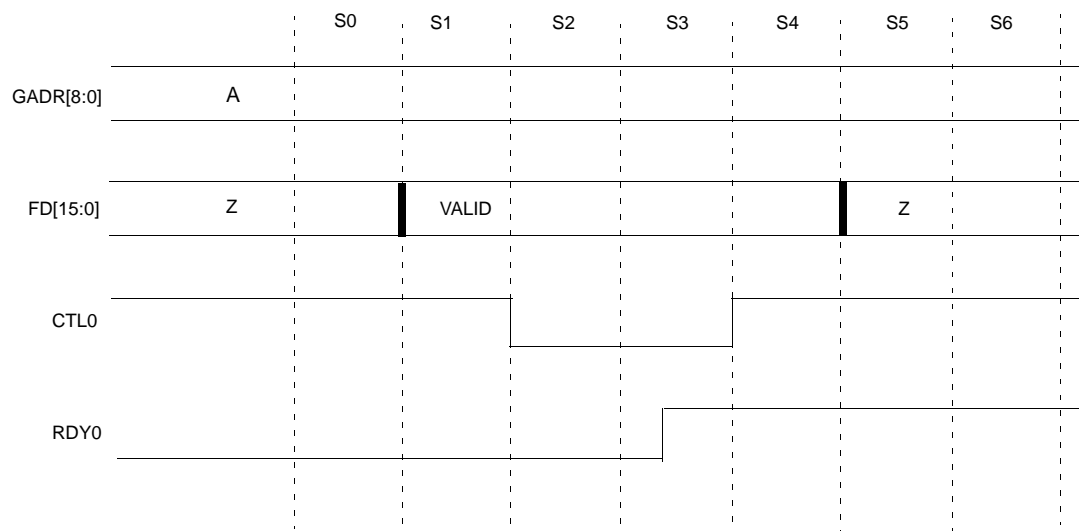 S0 S1 S2 S3 S4 S5 S6
GADR[8:0] A
FD[15:0] Z VALID Z
CTL0
RDY0